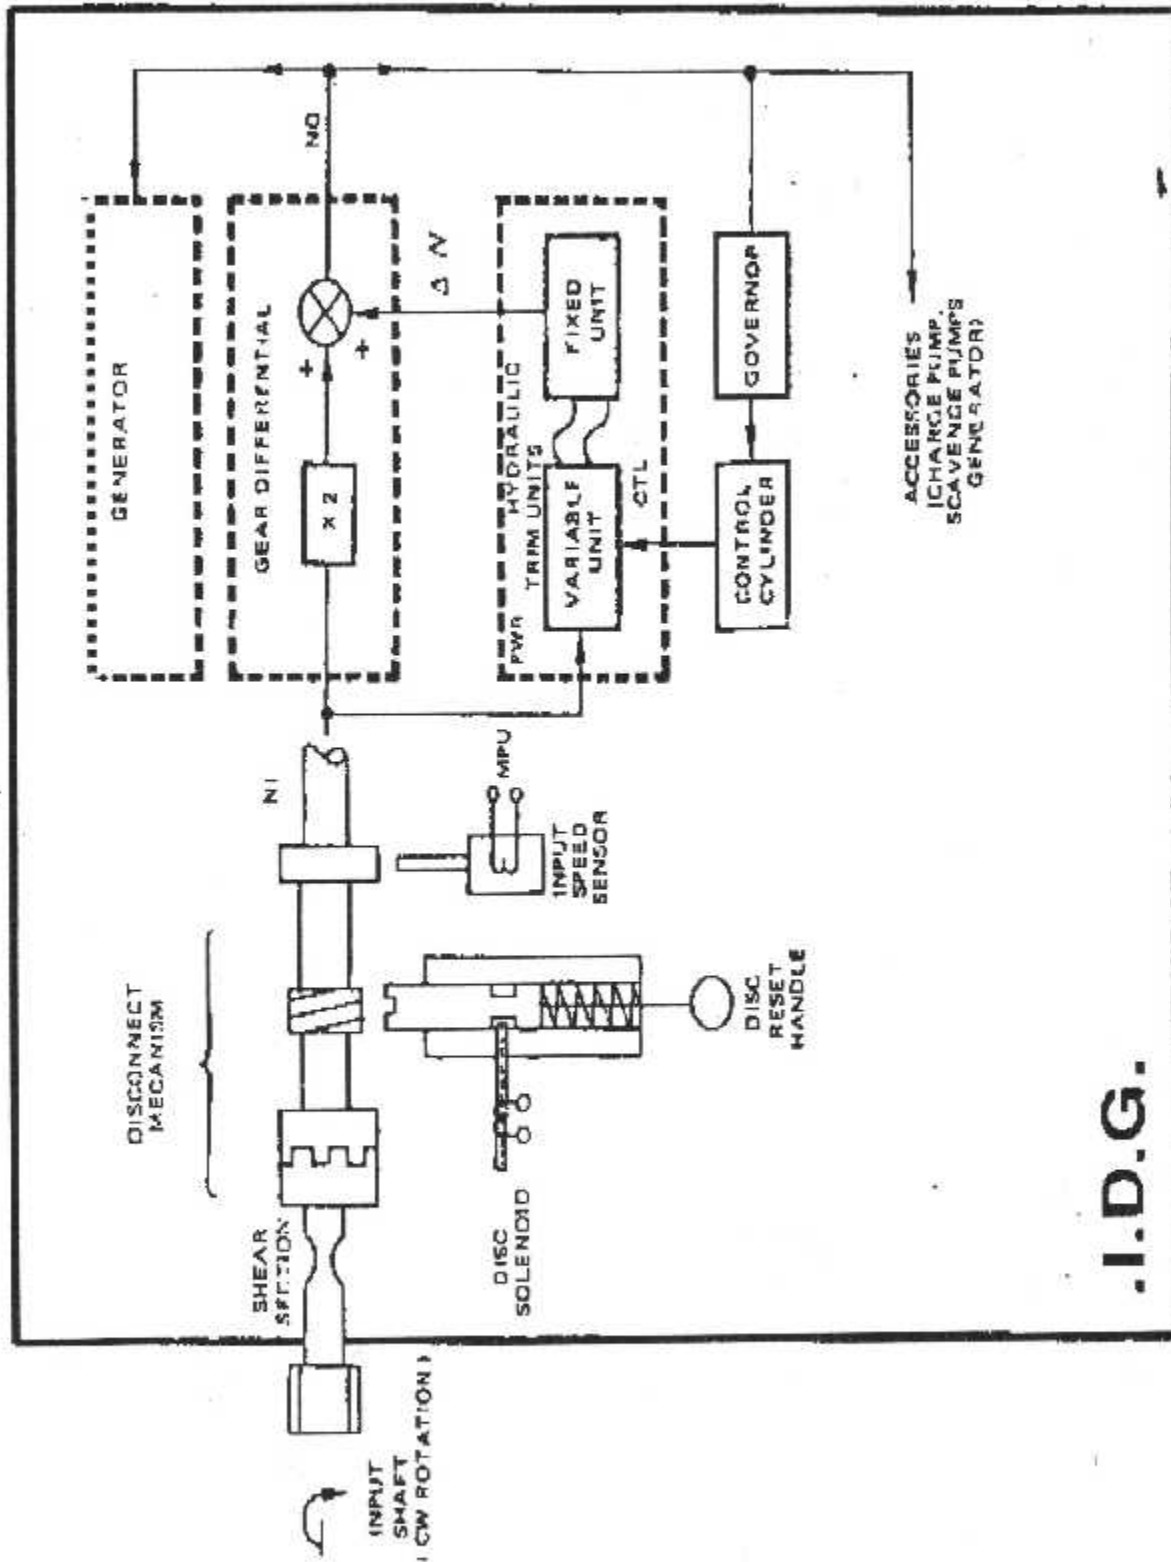 GENERATOR
GEAR DIFFERENTIAL
X 2
+
+
NO
Δ N
PWR HYDRAULIC
TRIM UNITS
VARIABLE
UNIT
FIXED
UNIT
CTL
CONTROL
CYLINDER
GOVERNOR
ACCESSORIES
(CHARGE PUMP,
SCAVENGE PUMPS
GENERATOR)
DISCONNECT
MECANISM
NI
SHEAR
SECTION
INPUT
SHAFT
(CW ROTATION)
DISC
SOLENOID
DISC
RESET
HANDLE
INPUT
SPEED
SENSOR
MPU
.I.D.G.